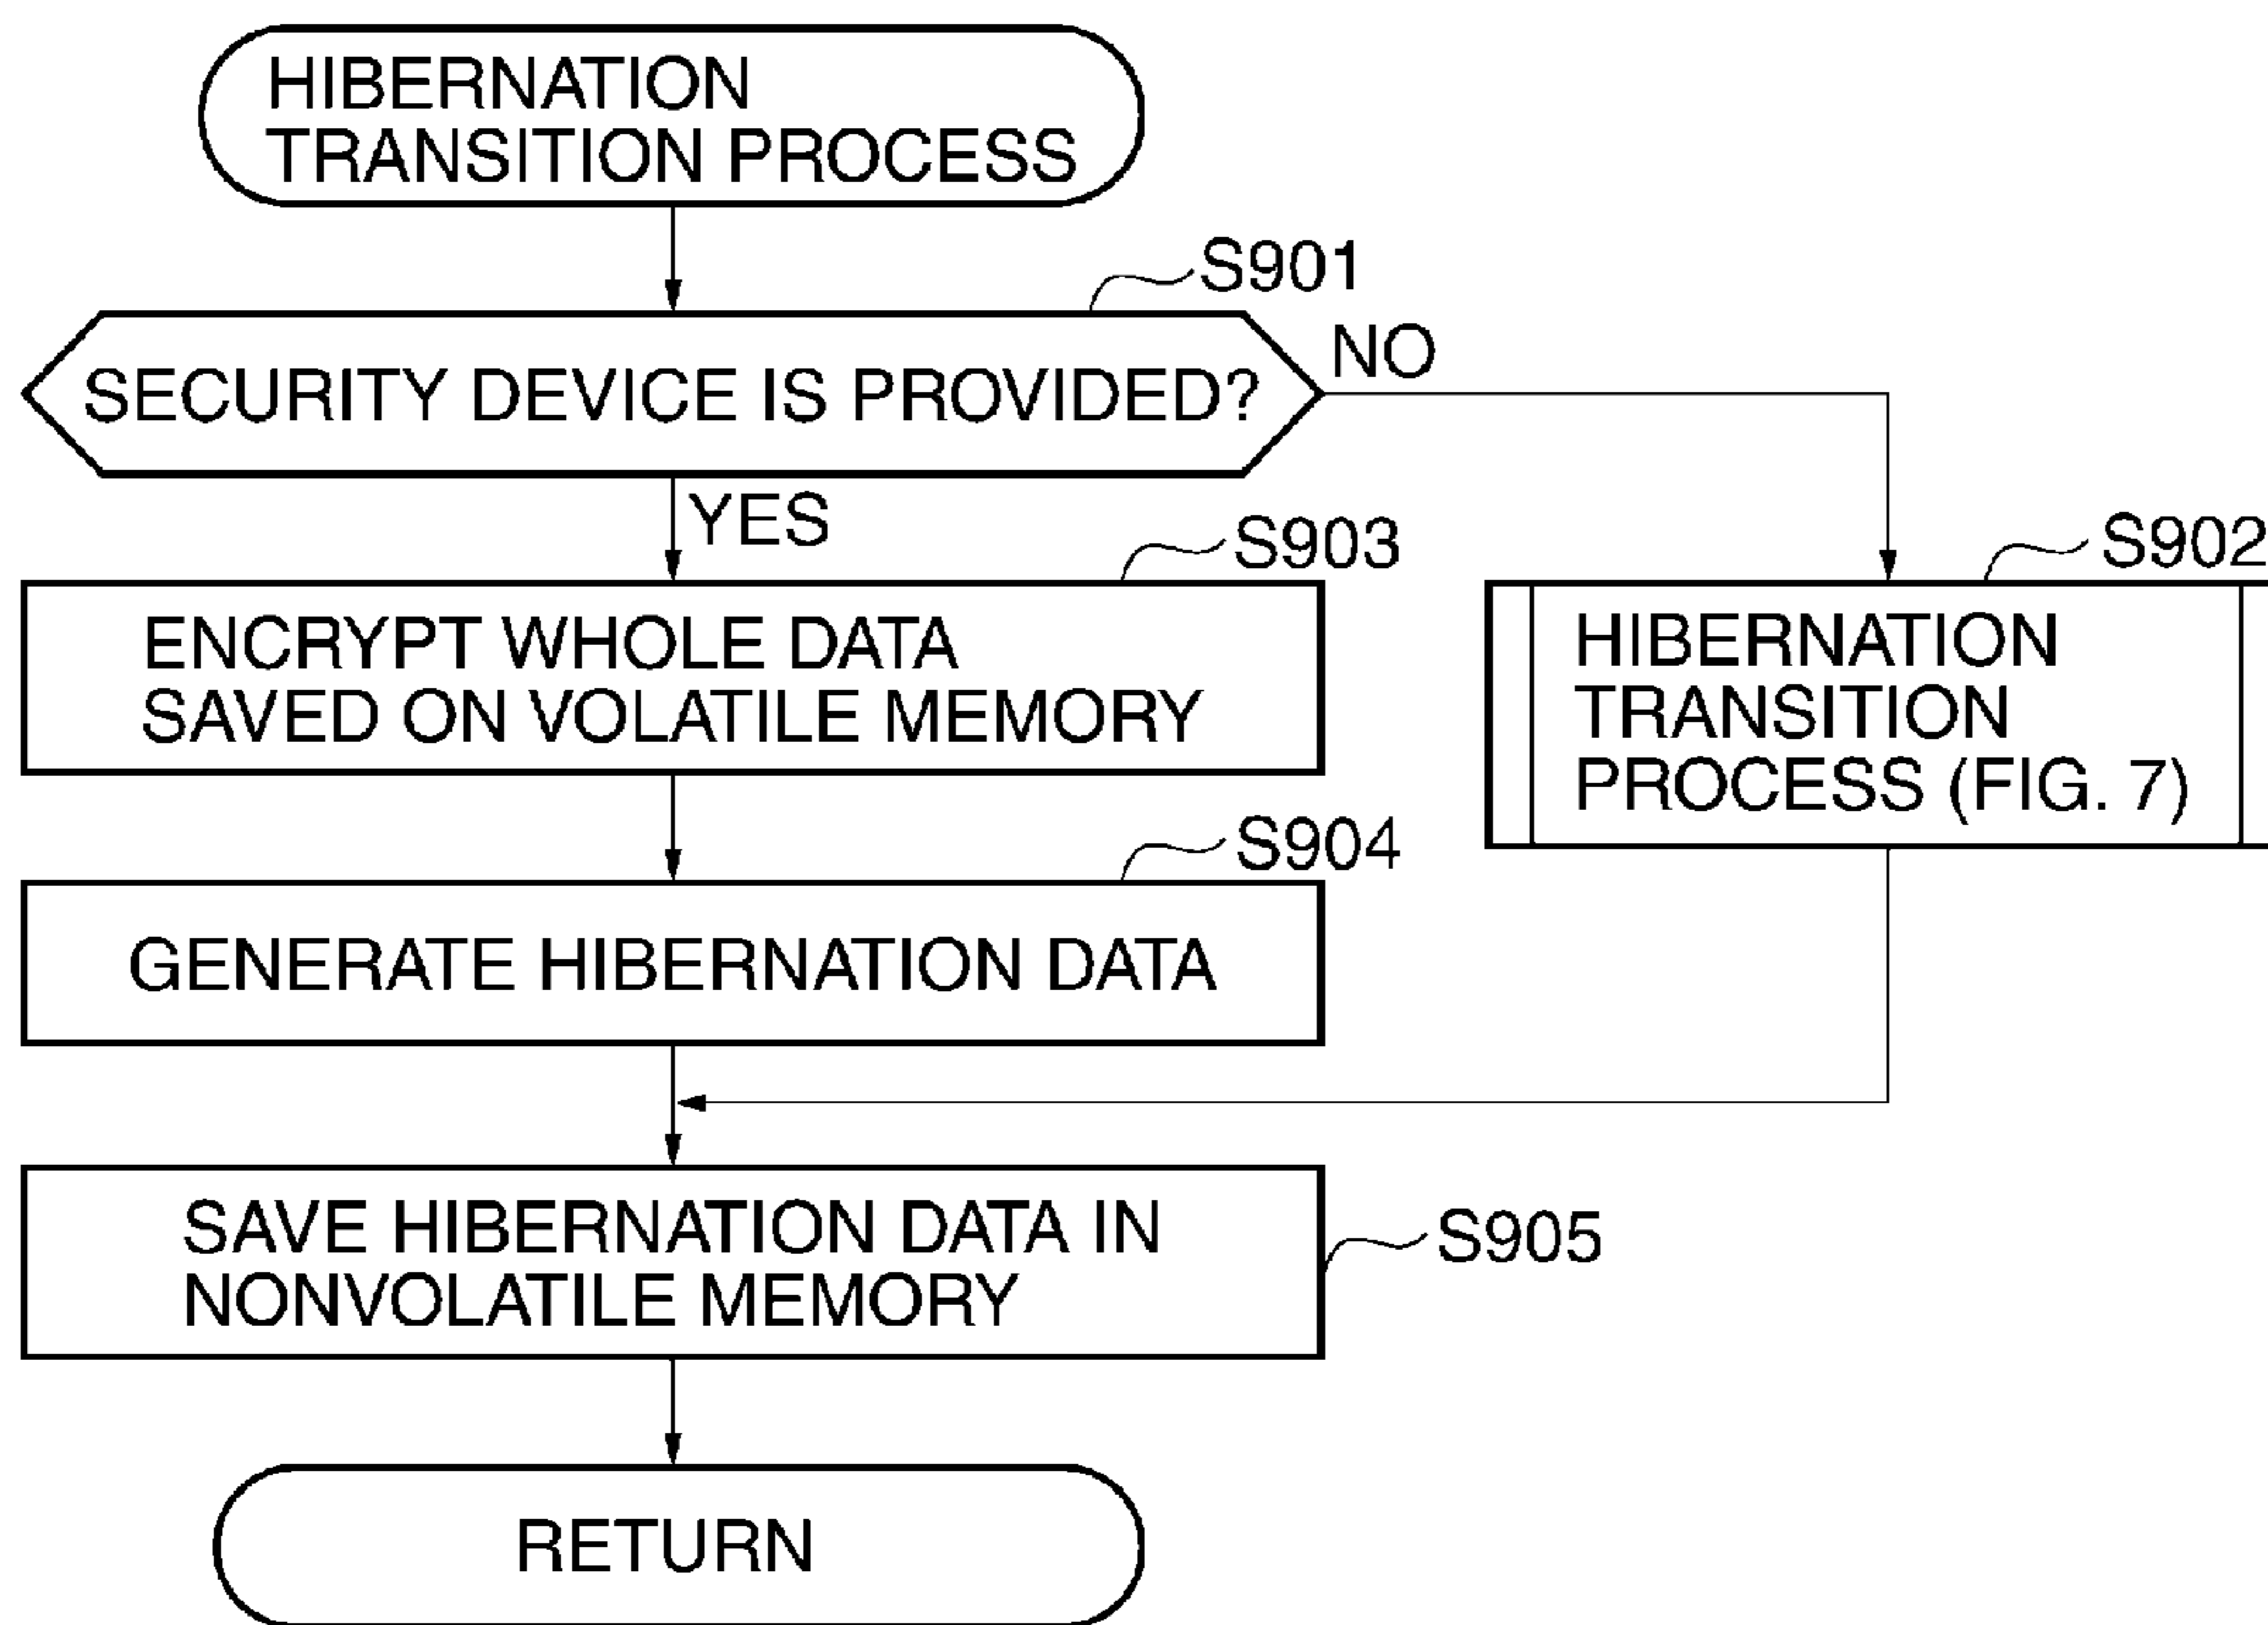 HIBERNATION
TRANSITION PROCESS
S901
SECURITY DEVICE IS PROVIDED?
NO
YES
S903
ENCRYPT WHOLE DATA
SAVED ON VOLATILE MEMORY
S902
HIBERNATION
TRANSITION
PROCESS (FIG. 7)
S904
GENERATE HIBERNATION DATA
SAVE HIBERNATION DATA IN
NONVOLATILE MEMORY
S905
RETURN